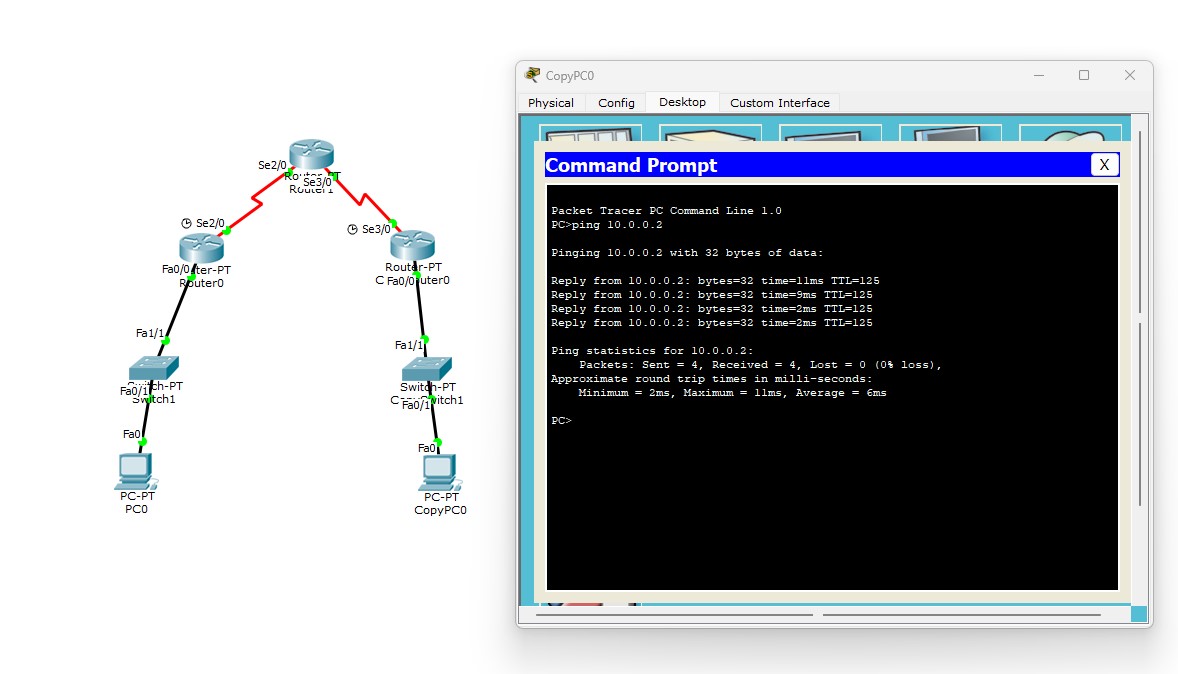 Se2/0
Router-PT
Router1
Se3/0
Se2/0
Se3/0
Fa0/0
Router-PT
Router0
Router-PT
Fa0/0
Fa1/1
Fa1/1
Switch-PT
Fa0/1
Switch1
Switch-PT
Fa0/1
Fa0
Fa0
PC-PT
PC0
PC-PT
CopyPC0
CopyPC0
Physical
Config
Desktop
Custom Interface
Command Prompt
X
Packet Tracer PC Command Line 1.0
PC>ping 10.0.0.2
Pinging 10.0.0.2 with 32 bytes of data:
Reply from 10.0.0.2: bytes=32 time=11ms TTL=125
Reply from 10.0.0.2: bytes=32 time=9ms TTL=125
Reply from 10.0.0.2: bytes=32 time=2ms TTL=125
Reply from 10.0.0.2: bytes=32 time=2ms TTL=125
Ping statistics for 10.0.0.2:
Packets: Sent = 4, Received = 4, Lost = 0 (0% loss),
Approximate round trip times in milli-seconds:
Minimum = 2ms, Maximum = 11ms, Average = 6ms
PC>